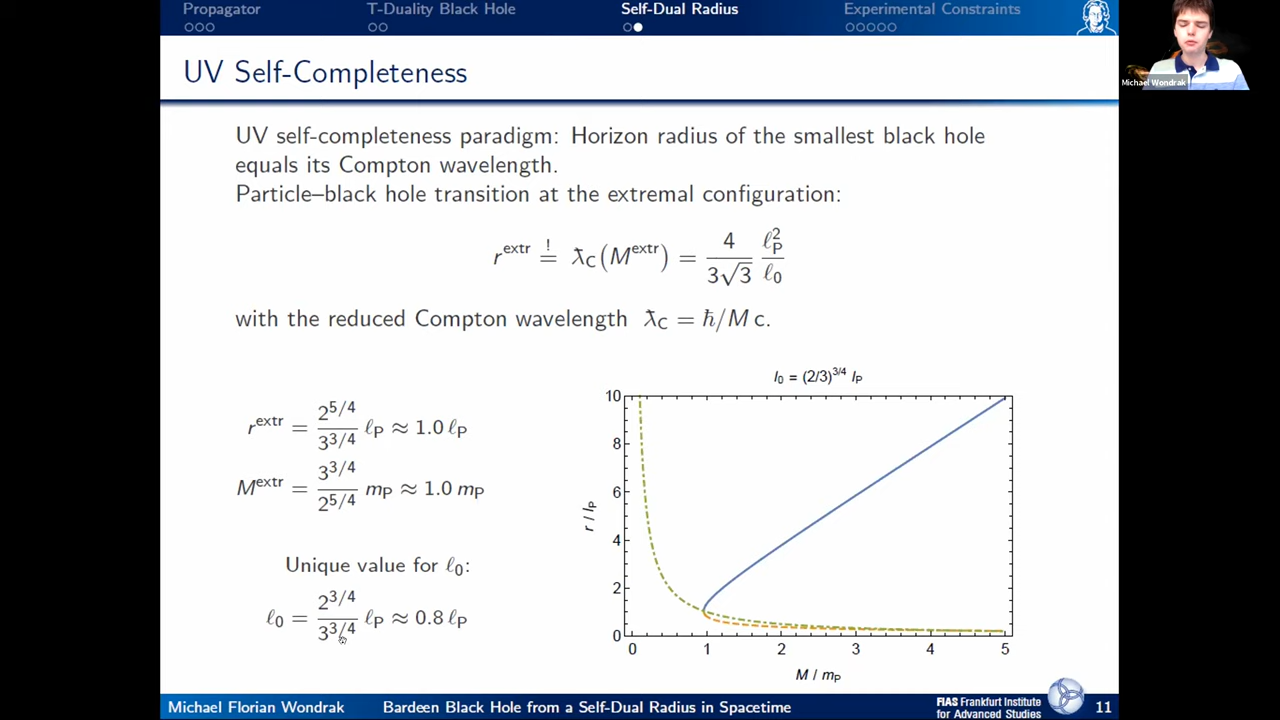 Propagator T-Duality Black Hole Self-Dual Radius Experimental Constraints
Michael Wondrak
UV Self-Completeness
UV self-completeness paradigm: Horizon radius of the smallest black hole
equals its Compton wavelength.
Particle–black hole transition at the extremal configuration:
r^extr =! ƛ_C(M^extr) = 4/(3√3) ℓ_P^2/ℓ_0
with the reduced Compton wavelength ƛ_C = ħ/M c.
r^extr = 2^5/4 / 3^3/4 ℓ_P ≈ 1.0 ℓ_P
M^extr = 3^3/4 / 2^5/4 m_P ≈ 1.0 m_P
Unique value for ℓ_0:
ℓ_0 = 2^3/4 / 3^3/4 ℓ_P ≈ 0.8 ℓ_P
l_0 = (2/3)^3/4 l_P
10
8
6
4
2
0
r / l_P
0 1 2 3 4 5
M / m_P
Michael Florian Wondrak Bardeen Black Hole from a Self-Dual Radius in Spacetime FIAS Frankfurt Institute 11
for Advanced Studies